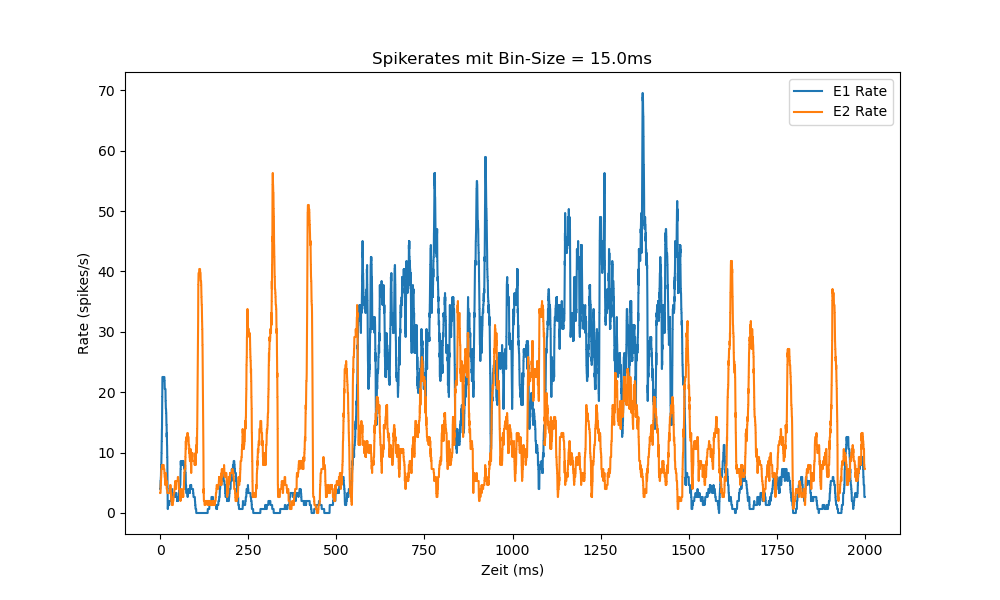 Spikerates mit Bin-Size = 15.0ms
E1 Rate
E2 Rate
70
60
50
40
30
20
10
0
Rate (spikes/s)
0 250 500 750 1000 1250 1500 1750 2000
Zeit (ms)